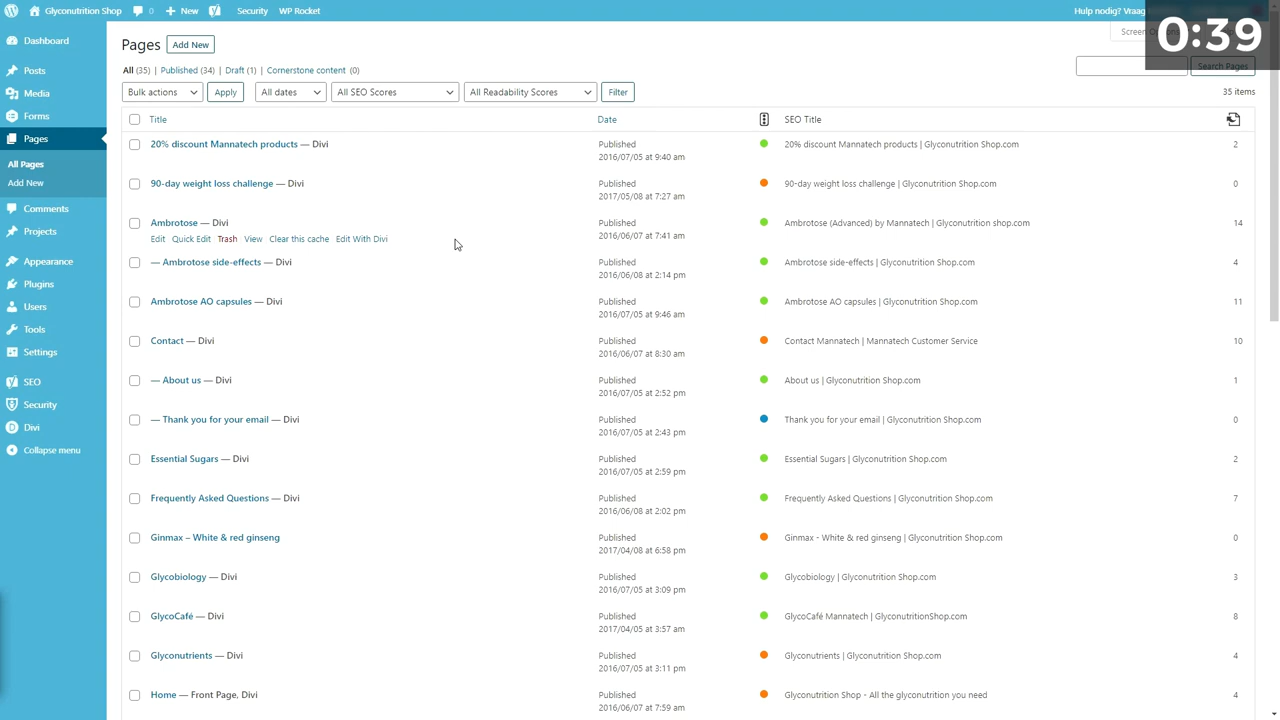 Glyconutrition Shop 0 New Security WP Rocket Hulp nodig? Vraag
0:39
Dashboard
Posts
Media
Forms
Pages
All Pages
Add New
Comments
Projects
Appearance
Plugins
Users
Tools
Settings
SEO
Security
Divi
Collapse menu
Pages Add New
All (35) | Published (34) | Draft (1) | Cornerstone content (0)
Search Pages
Bulk actions Apply All dates All SEO Scores All Readability Scores Filter 35 items
Title Date SEO Title
20% discount Mannatech products — Divi Published 20% discount Mannatech products | Glyconutrition Shop.com 2
2016/07/05 at 9:40 am
90-day weight loss challenge — Divi Published 90-day weight loss challenge | Glyconutrition Shop.com 0
2017/05/08 at 7:27 am
Ambrotose — Divi Published Ambrotose (Advanced) by Mannatech | Glyconutrition shop.com 14
Edit Quick Edit Trash View Clear this cache Edit With Divi 2016/06/07 at 7:41 am
— Ambrotose side-effects — Divi Published Ambrotose side-effects | Glyconutrition Shop.com 4
2016/06/08 at 2:14 pm
Ambrotose AO capsules — Divi Published Ambrotose AO capsules | Glyconutrition Shop.com 11
2016/07/05 at 9:46 am
Contact — Divi Published Contact Mannatech | Mannatech Customer Service 10
2016/06/07 at 8:30 am
— About us — Divi Published About us | Glyconutrition Shop.com 1
2016/07/05 at 2:52 pm
— Thank you for your email — Divi Published Thank you for your email | Glyconutrition Shop.com 0
2016/07/05 at 2:43 pm
Essential Sugars — Divi Published Essential Sugars | Glyconutrition Shop.com 2
2016/07/05 at 2:59 pm
Frequently Asked Questions — Divi Published Frequently Asked Questions | Glyconutrition Shop.com 7
2016/06/08 at 2:02 pm
Ginmax – White & red ginseng Published Ginmax - White & red ginseng | Glyconutrition Shop.com 0
2017/04/08 at 6:58 pm
Glycobiology — Divi Published Glycobiology | Glyconutrition Shop.com 3
2016/07/05 at 3:09 pm
GlycoCafé — Divi Published GlycoCafé Mannatech | GlyconutritionShop.com 8
2017/04/05 at 3:57 am
Glyconutrients — Divi Published Glyconutrients | Glyconutrition Shop.com 4
2016/07/05 at 3:11 pm
Home — Front Page, Divi Published Glyconutrition Shop - All the glyconutrition you need 4
2016/06/07 at 7:59 am